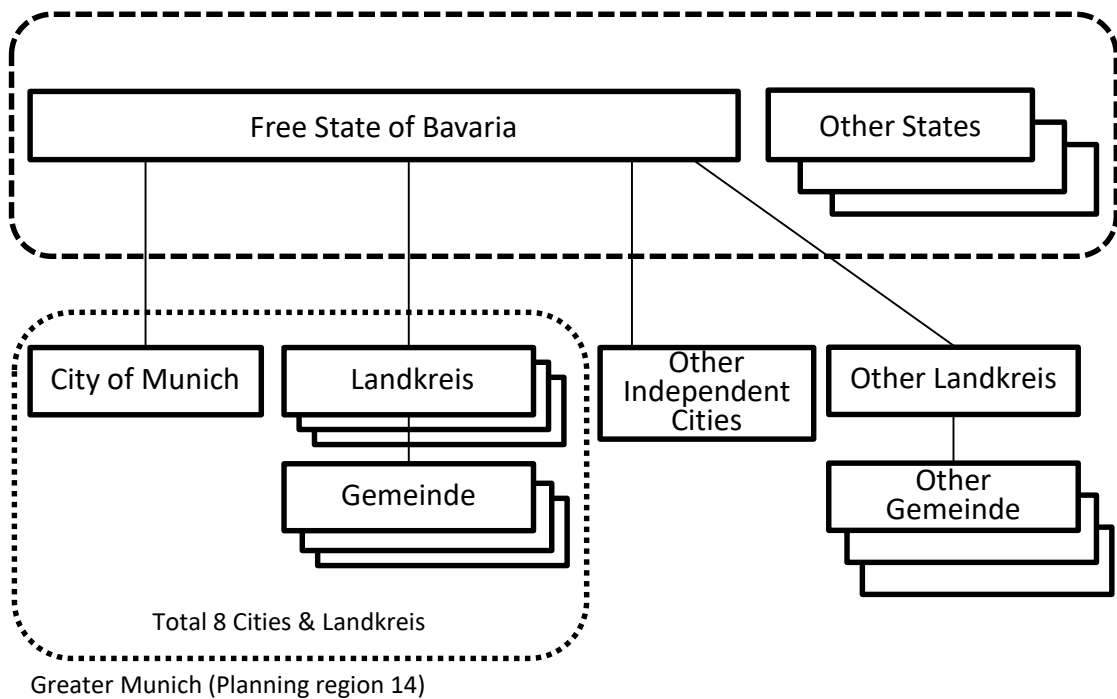 Free State of Bavaria
Other States
City of Munich
Landkreis
Other
Independent
Cities
Other Landkreis
Gemeinde
Other
Gemeinde
Total 8 Cities & Landkreis
Greater Munich (Planning region 14)